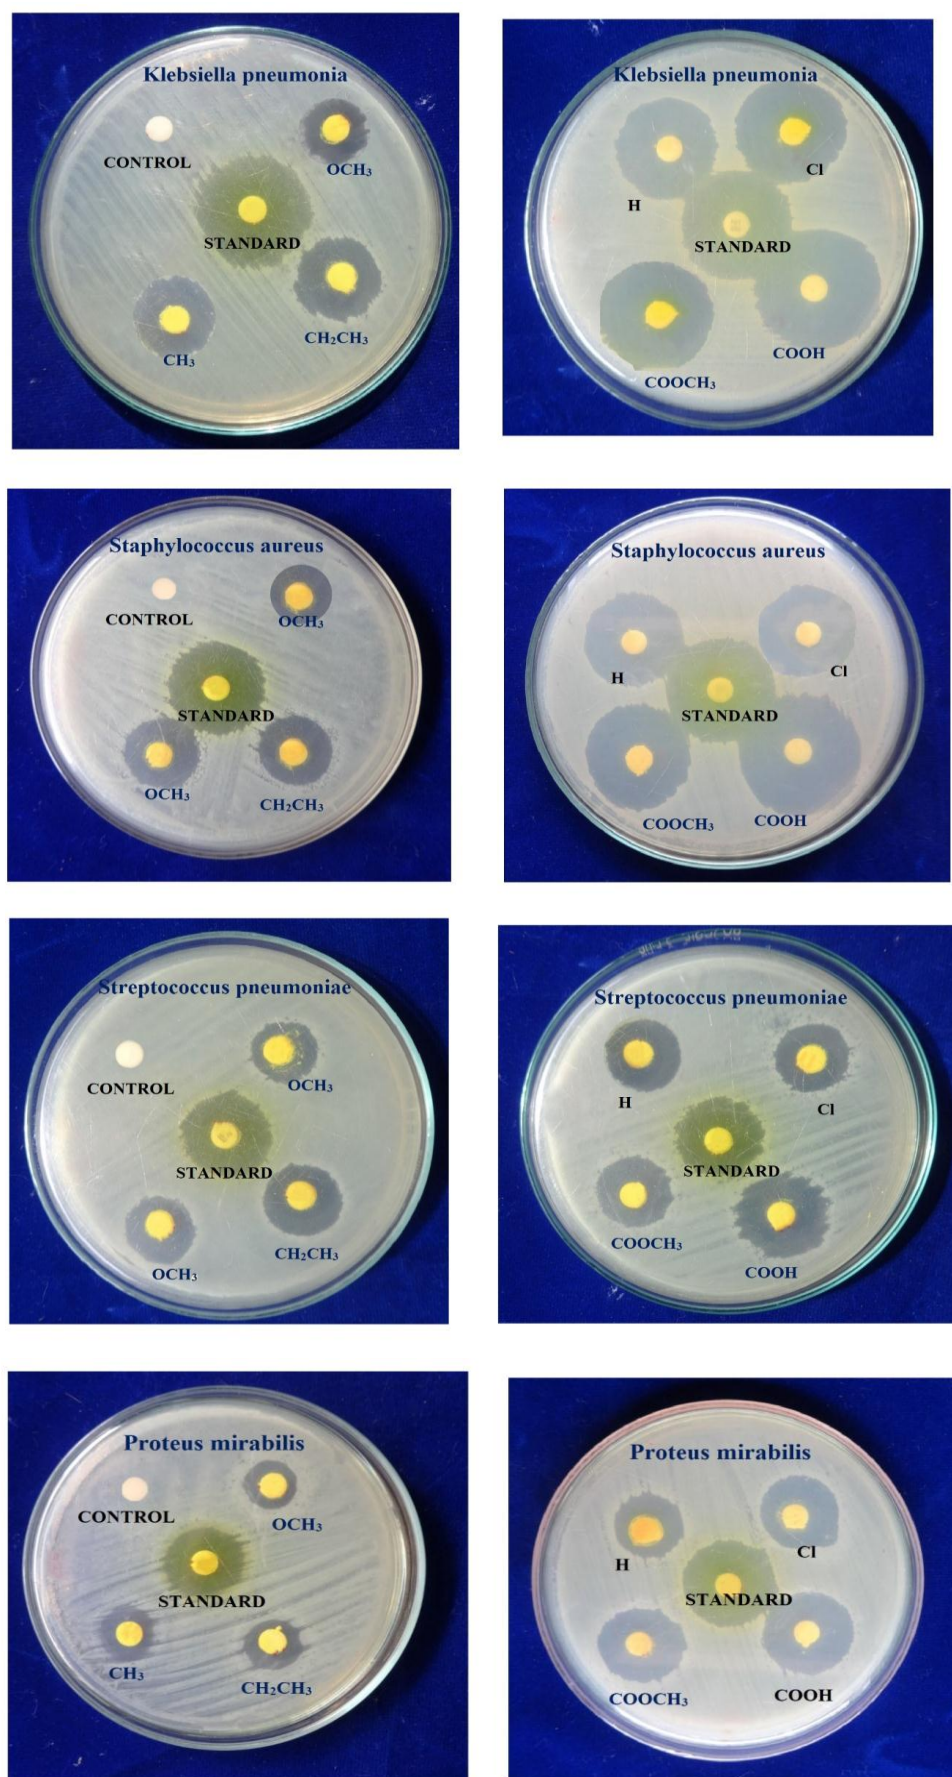 Klebsiella pneumonia
CONTROL
OCH₃
STANDARD
CH₂CH₃
CH₃
Klebsiella pneumonia
Cl
H
STANDARD
COOH
COOCH₃
Staphylococcus aureus
CONTROL
OCH₃
STANDARD
OCH₃
CH₂CH₃
Staphylococcus aureus
H
Cl
STANDARD
COOCH₃
COOH
Streptococcus pneumoniae
CONTROL
OCH₃
STANDARD
CH₂CH₃
OCH₃
Streptococcus pneumoniae
H
Cl
STANDARD
COOCH₃
COOH
Proteus mirabilis
CONTROL
OCH₃
STANDARD
CH₃
CH₂CH₃
Proteus mirabilis
H
Cl
STANDARD
COOCH₃
COOH